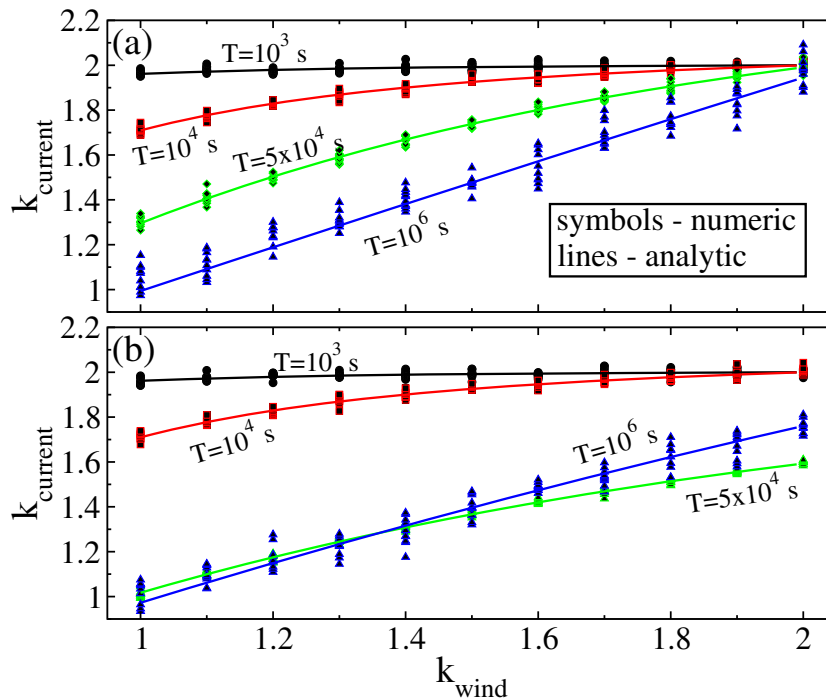 (a)
T=10³ s
T=10⁴ s
T=5x10⁴ s
T=10⁶ s
symbols - numeric
lines - analytic
k_current
2.2
2
1.8
1.6
1.4
1.2
1
(b)
T=10³ s
T=10⁴ s
T=10⁶ s
T=5x10⁴ s
k_current
2.2
2
1.8
1.6
1.4
1.2
1
1 1.2 1.4 1.6 1.8 2
k_wind